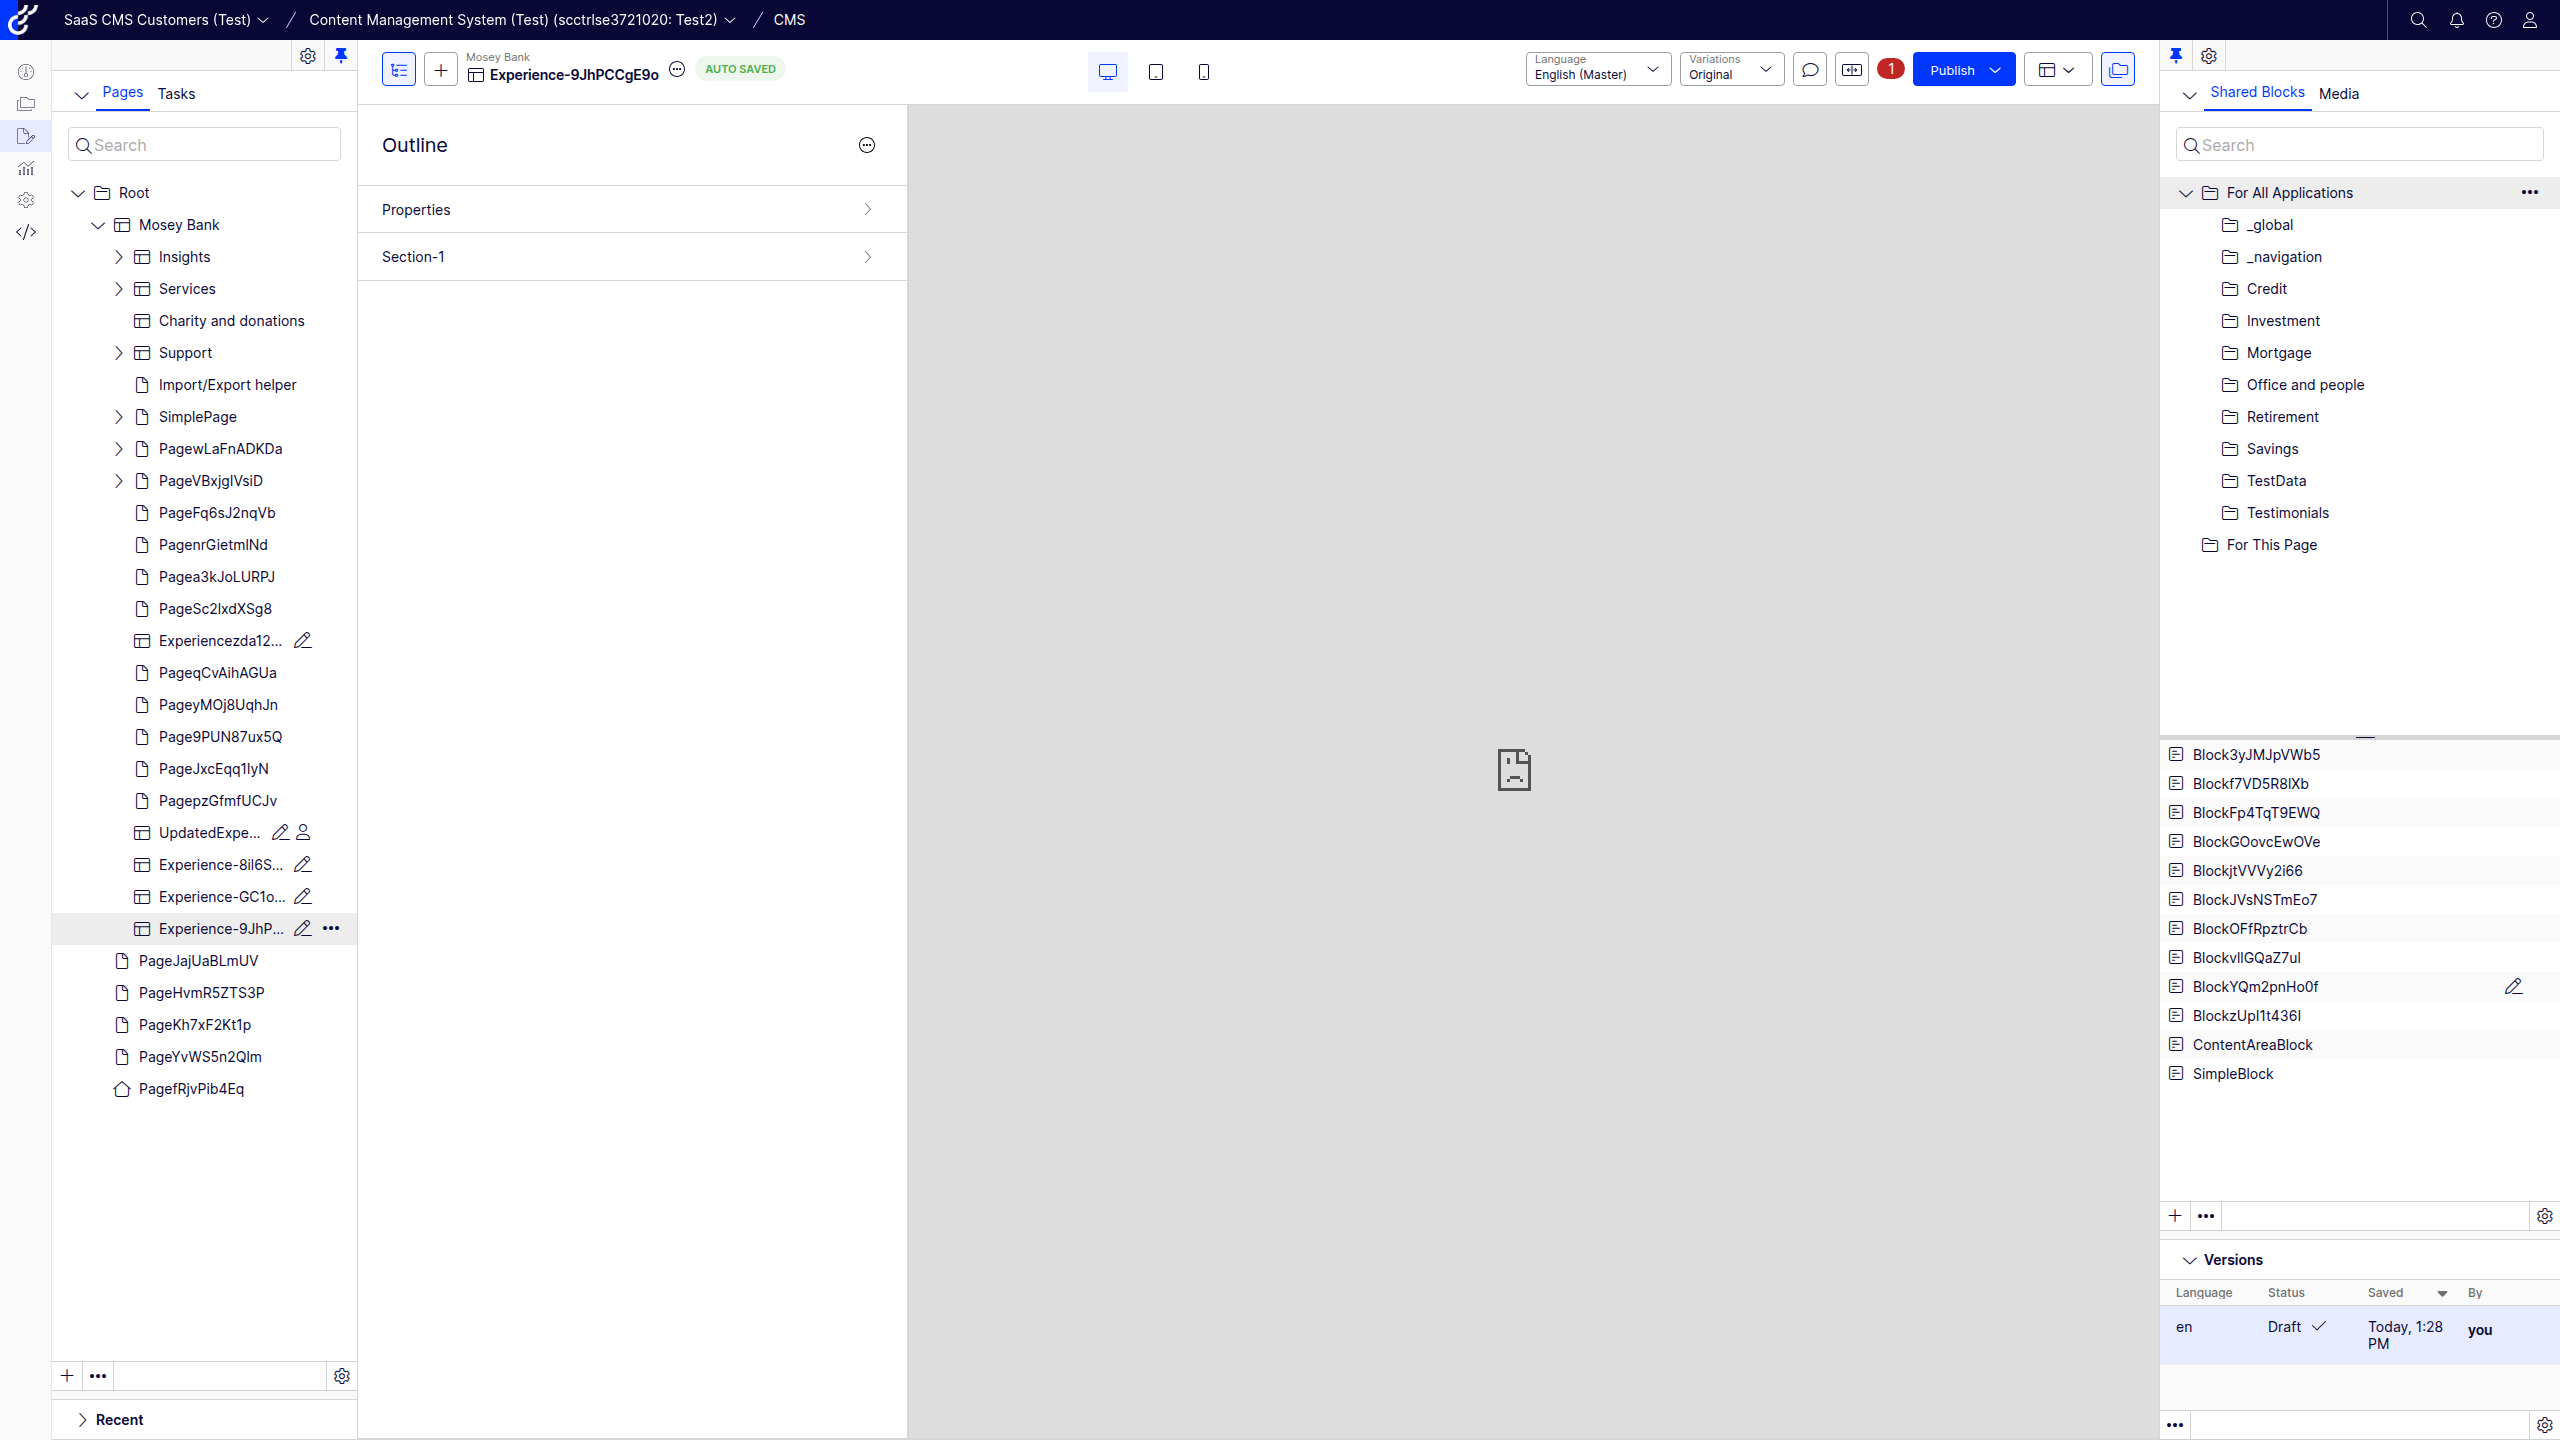 SaaS CMS Customers (Test)
Content Management System (Test) (scctrlse3721020: Test2)
CMS
Pages
Tasks
Search
Root
Mosey Bank
Insights
Services
Charity and donations
Support
Import/Export helper
SimplePage
PagewLaFnADKDa
PageVBxjgIVsiD
PageFq6sJ2nqVb
PagenrGietmlNd
Pagea3kJoLURPJ
PageSc2IxdXSg8
Experiencezda12...
PageqCvAihAGUa
PageyMOj8UqhJn
Page9PUN87ux5Q
PageJxcEqq1lyN
PagepzGfmfUCJv
UpdatedExpe...
Experience-8il6S...
Experience-GC1o...
Experience-9JhP...
PageJajUaBLmUV
PageHvmR5ZTS3P
PageKh7xF2Kt1p
PageYvWS5n2Qlm
PagefRjvPib4Eq
Recent
Mosey Bank
Experience-9JhPCCgE9o
AUTO SAVED
Language
English (Master)
Variations
Original
1
Publish
Outline
Properties
Section-1
Shared Blocks
Media
Search
For All Applications
_global
_navigation
Credit
Investment
Mortgage
Office and people
Retirement
Savings
TestData
Testimonials
For This Page
Block3yJMJpVWb5
Blockf7VD5R8lXb
BlockFp4TqT9EWQ
BlockGOovcEwOVe
BlockjtVVVy2i66
BlockJVsNSTmEo7
BlockOFfRpztrCb
BlockvllGQaZ7ul
BlockYQm2pnHo0f
BlockzUpI1t436I
ContentAreaBlock
SimpleBlock
Versions
Language
Status
Saved
By
en
Draft
Today, 1:28
PM
you